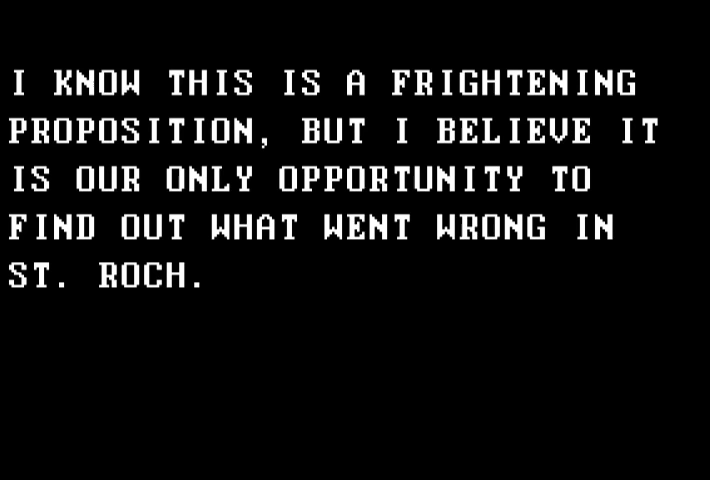 I KNOW THIS IS A FRIGHTENING
PROPOSITION, BUT I BELIEVE IT
IS OUR ONLY OPPORTUNITY TO
FIND OUT WHAT WENT WRONG IN
ST. ROCH.